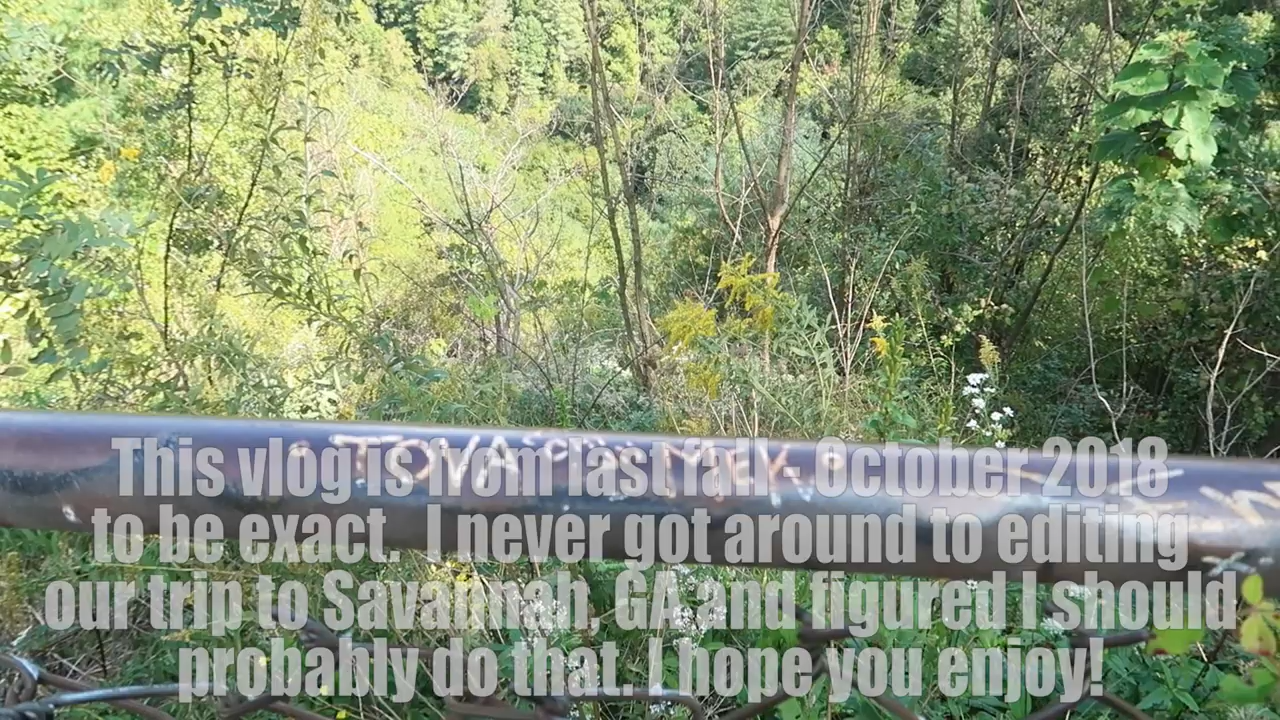 This vlog is from last fall - October 2018
to be exact. I never got around to editing
our trip to Savannah, GA and figured I should
probably do that. I hope you enjoy!
TOVA